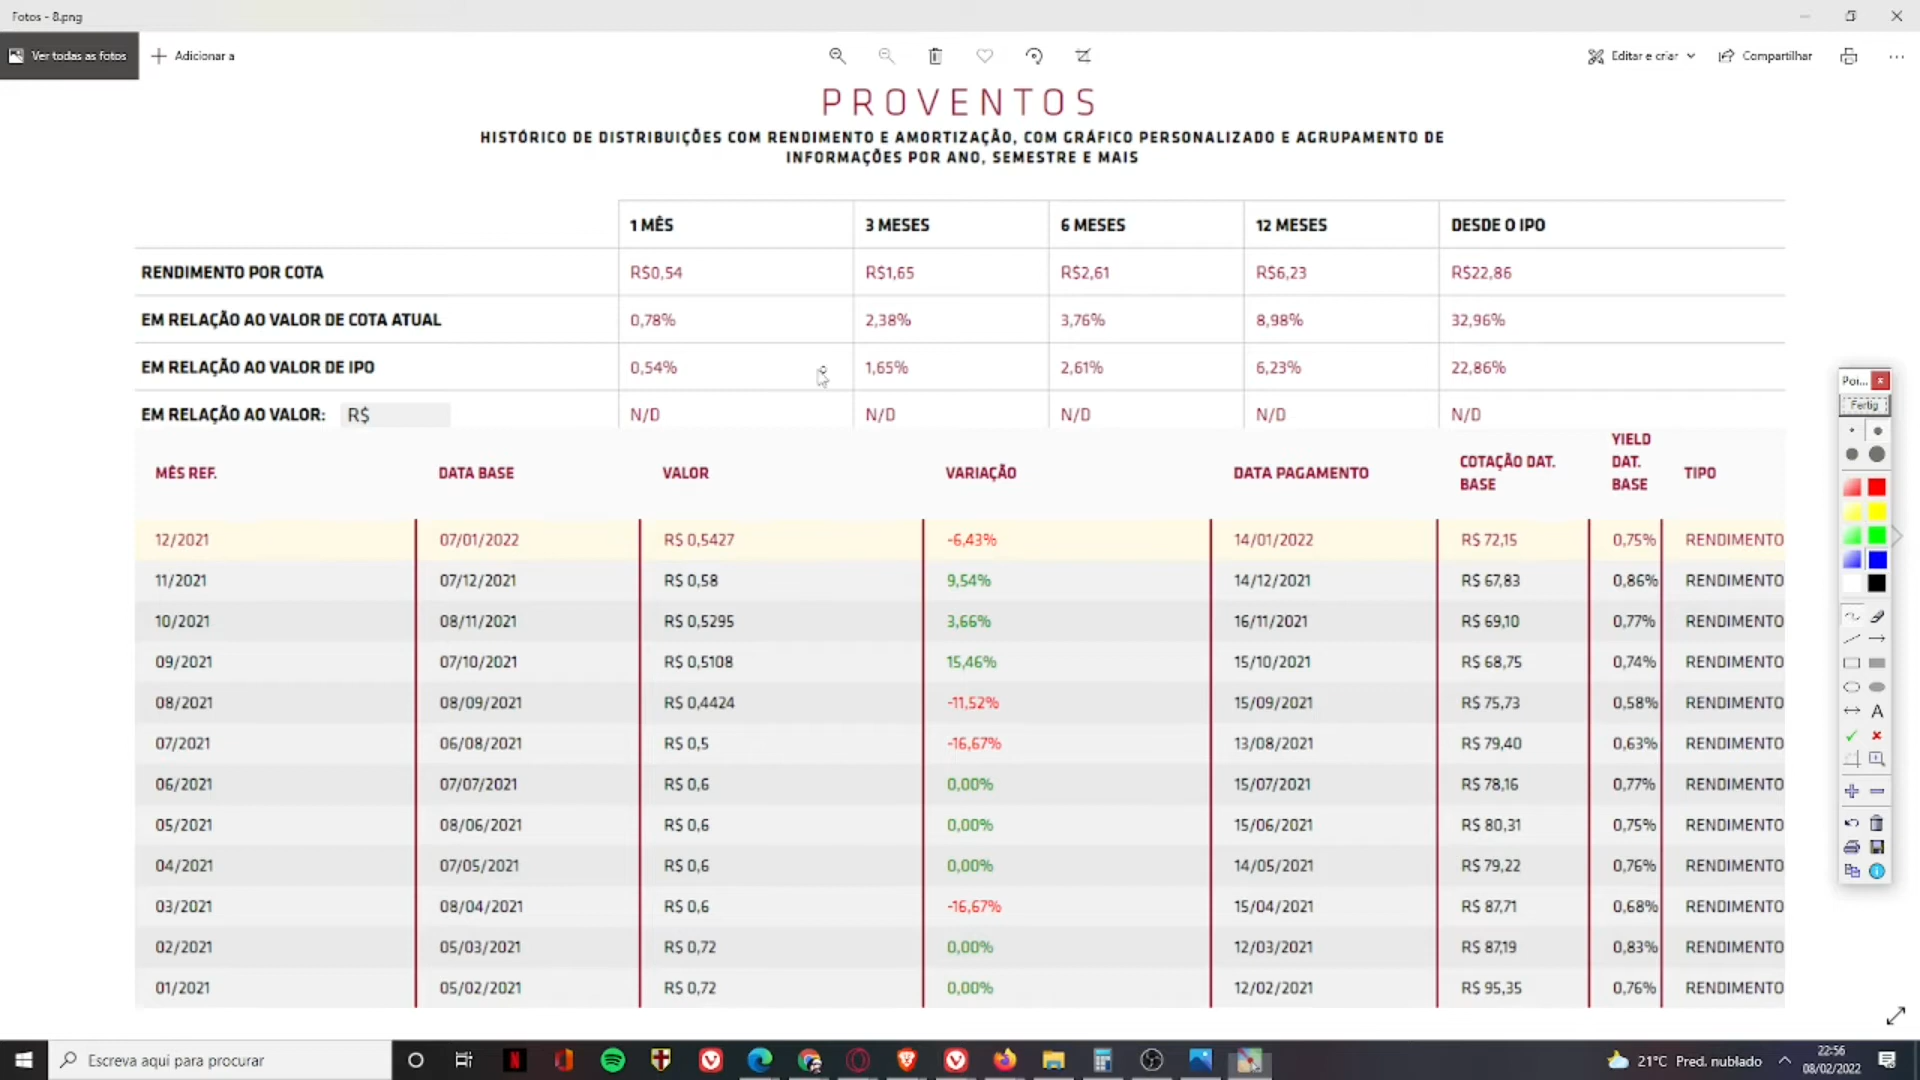 Fotos - 8.png
Ver todas as fotos
Adicionar a
Editar e criar
Compartilhar
PROVENTOS
HISTÓRICO DE DISTRIBUIÇÕES COM RENDIMENTO E AMORTIZAÇÃO, COM GRÁFICO PERSONALIZADO E AGRUPAMENTO DE
INFORMAÇÕES POR ANO, SEMESTRE E MAIS
1 MÊS 3 MESES 6 MESES 12 MESES DESDE O IPO
RENDIMENTO POR COTA R$0,54 R$1,65 R$2,61 R$6,23 R$22,86
EM RELAÇÃO AO VALOR DE COTA ATUAL 0,78% 2,38% 3,76% 8,98% 32,96%
EM RELAÇÃO AO VALOR DE IPO 0,54% 1,65% 2,61% 6,23% 22,86%
EM RELAÇÃO AO VALOR: R$ N/D N/D N/D N/D N/D
MÊS REF. DATA BASE VALOR VARIAÇÃO DATA PAGAMENTO COTAÇÃO DAT. BASE YIELD DAT. BASE TIPO
12/2021 07/01/2022 R$ 0,5427 -6,43% 14/01/2022 R$ 72,15 0,75% RENDIMENTO
11/2021 07/12/2021 R$ 0,58 9,54% 14/12/2021 R$ 67,83 0,86% RENDIMENTO
10/2021 08/11/2021 R$ 0,5295 3,66% 16/11/2021 R$ 69,10 0,77% RENDIMENTO
09/2021 07/10/2021 R$ 0,5108 15,46% 15/10/2021 R$ 68,75 0,74% RENDIMENTO
08/2021 08/09/2021 R$ 0,4424 -11,52% 15/09/2021 R$ 75,73 0,58% RENDIMENTO
07/2021 06/08/2021 R$ 0,5 -16,67% 13/08/2021 R$ 79,40 0,63% RENDIMENTO
06/2021 07/07/2021 R$ 0,6 0,00% 15/07/2021 R$ 78,16 0,77% RENDIMENTO
05/2021 08/06/2021 R$ 0,6 0,00% 15/06/2021 R$ 80,31 0,75% RENDIMENTO
04/2021 07/05/2021 R$ 0,6 0,00% 14/05/2021 R$ 79,22 0,76% RENDIMENTO
03/2021 08/04/2021 R$ 0,6 -16,67% 15/04/2021 R$ 87,71 0,68% RENDIMENTO
02/2021 05/03/2021 R$ 0,72 0,00% 12/03/2021 R$ 87,19 0,83% RENDIMENTO
01/2021 05/02/2021 R$ 0,72 0,00% 12/02/2021 R$ 95,35 0,76% RENDIMENTO
Poi...
Fertig
A
Escreva aqui para procurar
21°C Pred. nublado
22:56
08/02/2022